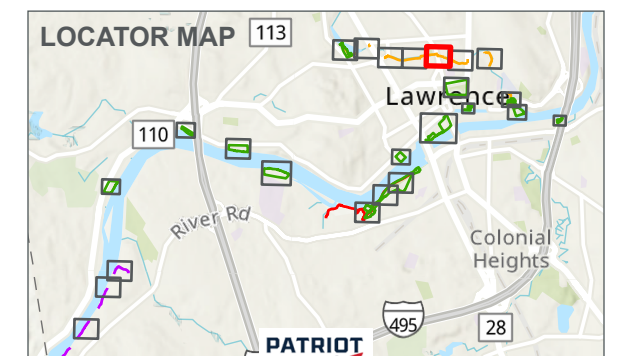 LOCATOR MAP
113
Lawrence
110
River Rd
Colonial
Heights
495
28
PATRIOT